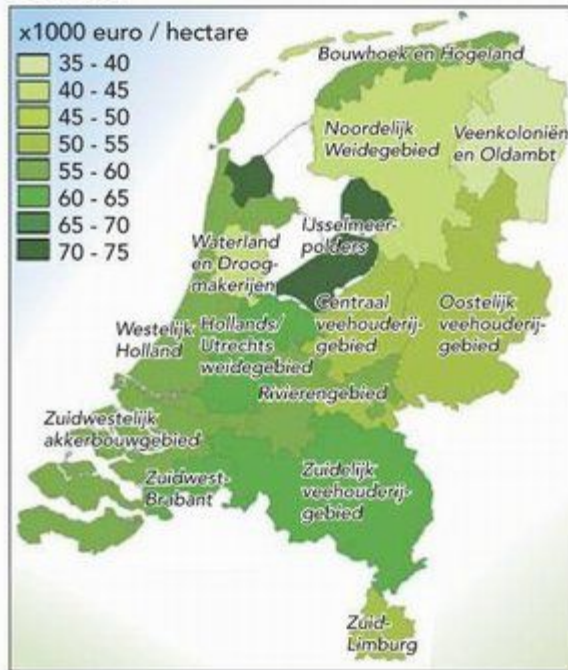 x1000 euro / hectare
35 - 40
40 - 45
45 - 50
50 - 55
55 - 60
60 - 65
65 - 70
70 - 75
Bouwhoek en Hogeland
Noordelijk
Weidegebied
Veenkoloniën
en Oldambt
IJsselmeer-
polders
Waterland
en Droog-
makerijen
Centraal
veehouderij-
gebied
Oostelijk
veehouderij-
gebied
Westelijk
Holland
Hollands/
Utrechts
weidegebied
Rivierengebied
Zuidwestelijk
akkerbouwgebied
Zuidwest-
Brabant
Zuidelijk
veehouderij-
gebied
Zuid-
Limburg